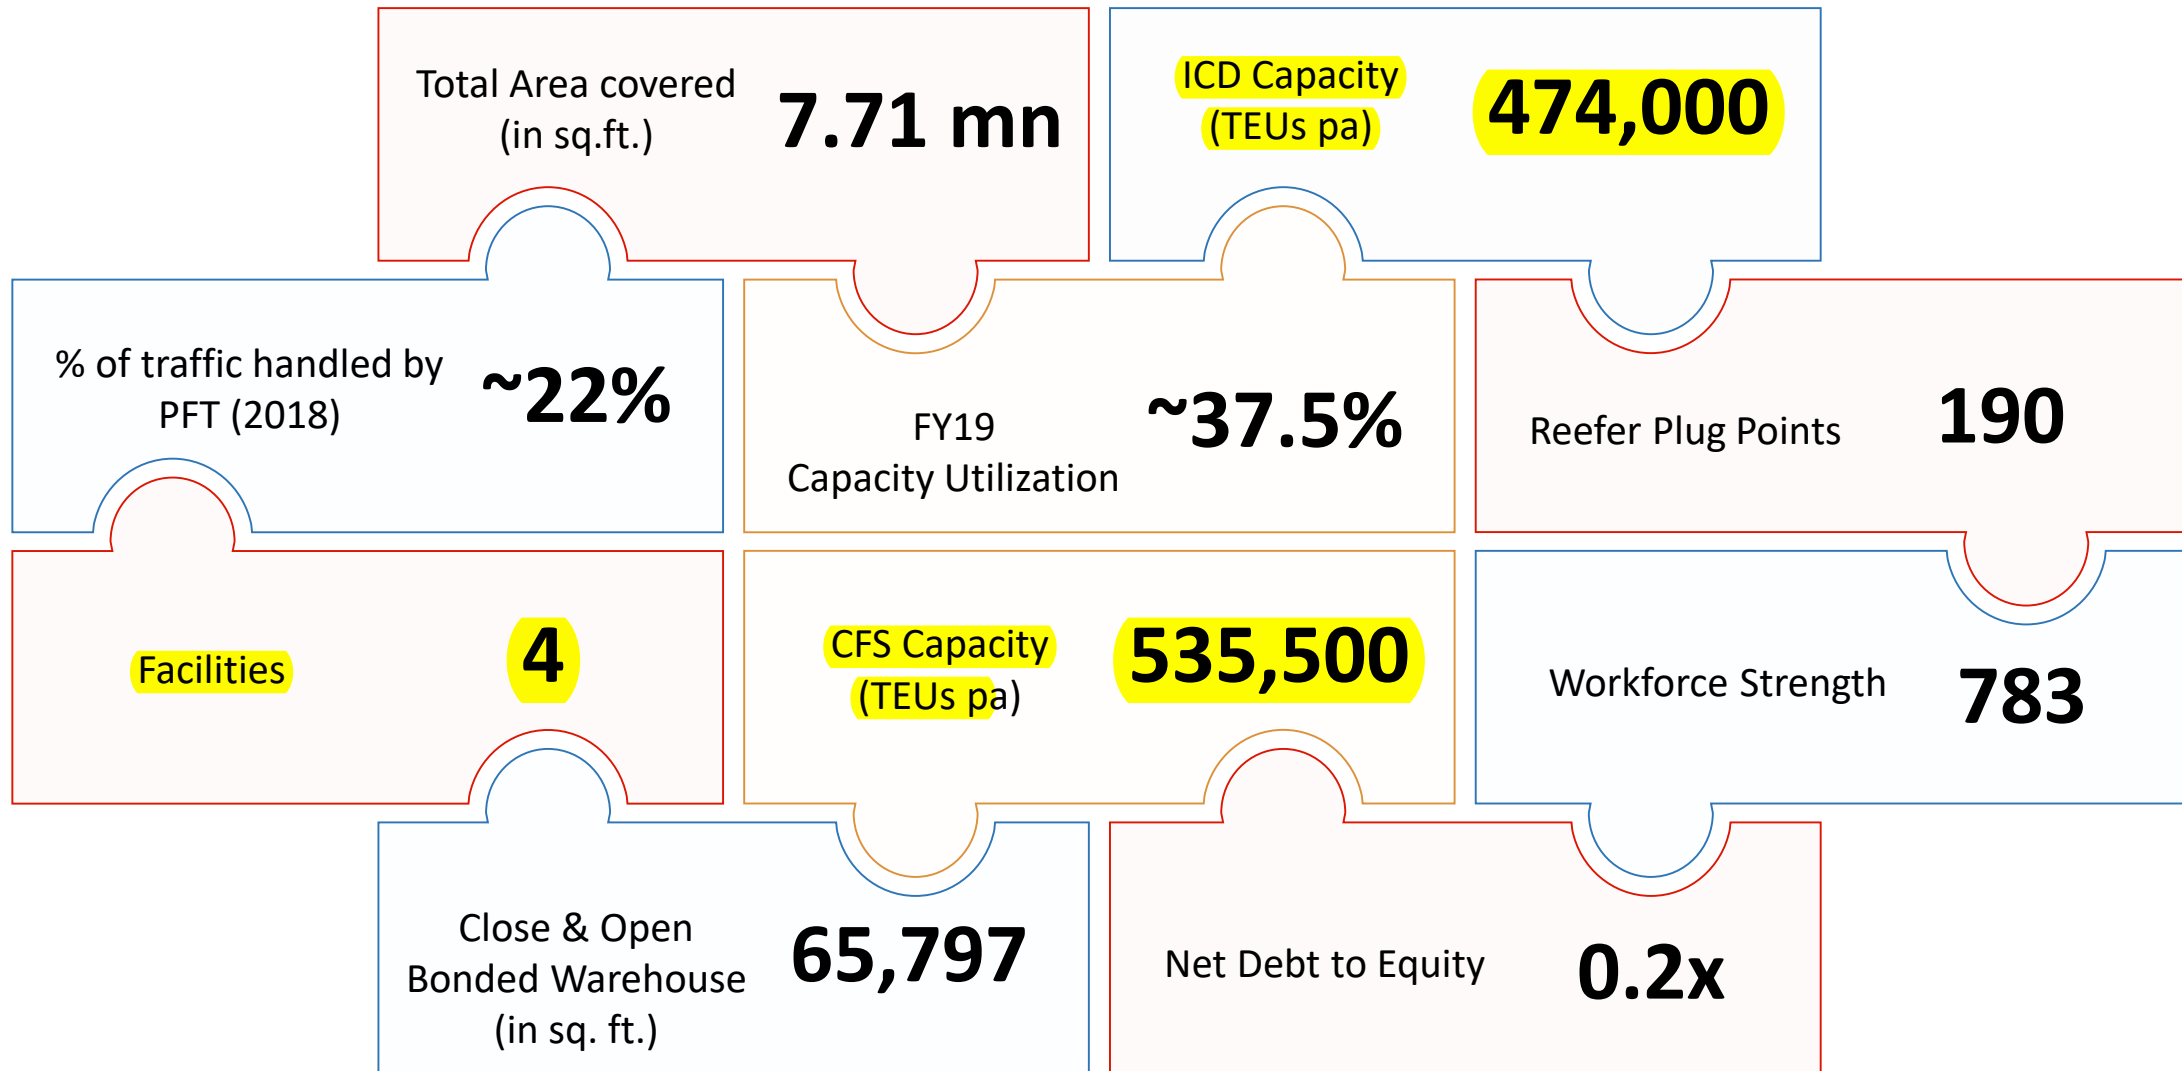 Total Area covered
(in sq.ft.)
7.71 mn
ICD Capacity
(TEUs pa)
474,000
% of traffic handled by
PFT (2018)
~22%
FY19
Capacity Utilization
~37.5%
Reefer Plug Points
190
Facilities
4
CFS Capacity
(TEUs pa)
535,500
Workforce Strength
783
Close & Open
Bonded Warehouse
(in sq. ft.)
65,797
Net Debt to Equity
0.2x